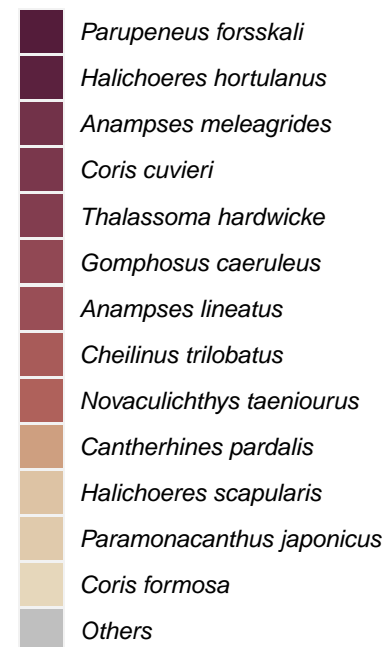 Parupeneus forsskali
Halichoeres hortulanus
Anampses meleagrides
Coris cuvieri
Thalassoma hardwicke
Gomphosus caeruleus
Anampses lineatus
Cheilinus trilobatus
Novaculichthys taeniourus
Cantherhines pardalis
Halichoeres scapularis
Paramonacanthus japonicus
Coris formosa
Others